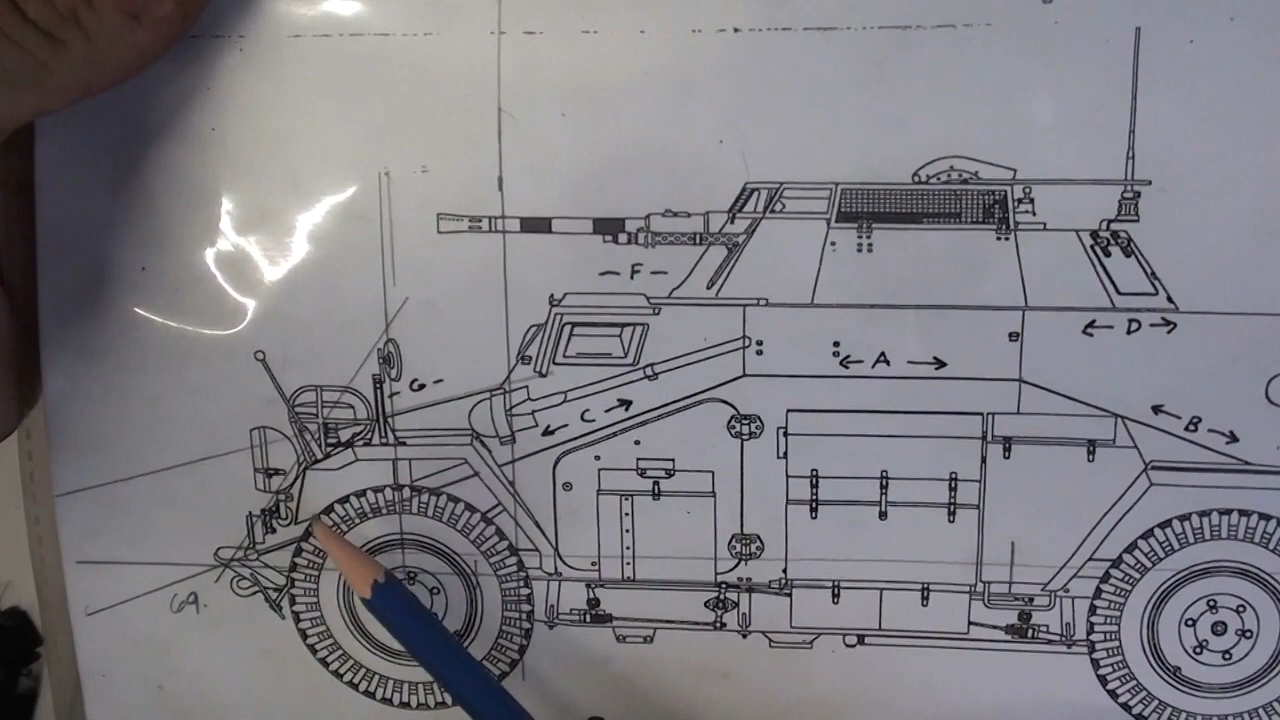 - F -
← D →
← A →
- G -
← C →
← B →
69.